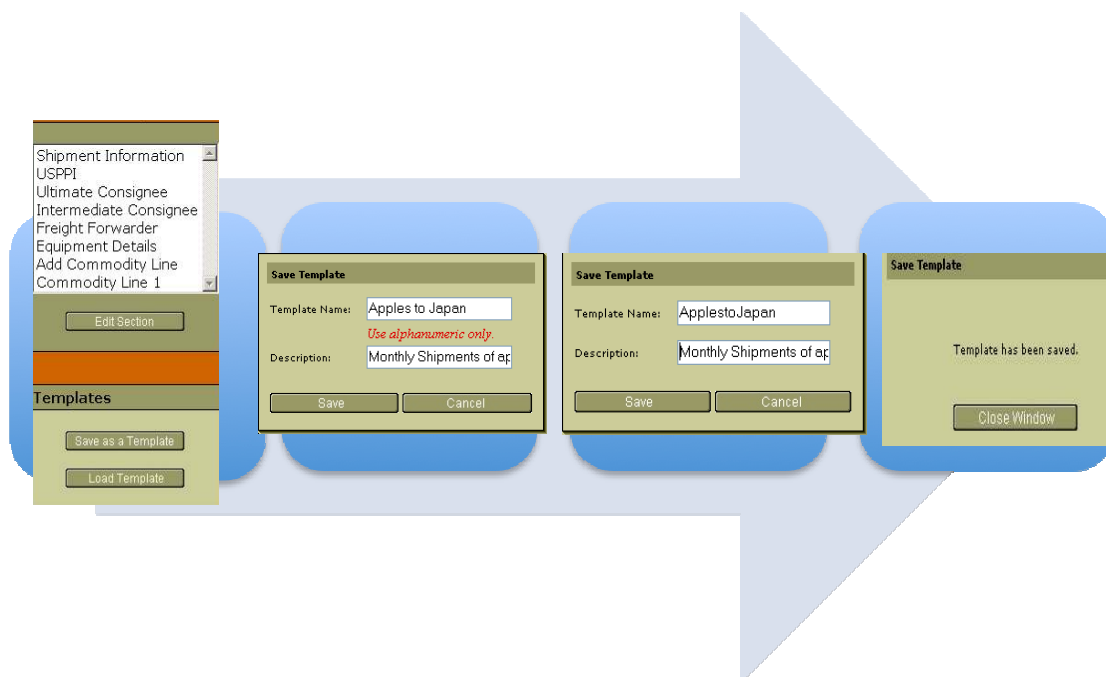 Shipment Information
USPPI
Ultimate Consignee
Intermediate Consignee
Freight Forwarder
Equipment Details
Add Commodity Line
Commodity Line 1
Edit Section
Templates
Save as a Template
Load Template
Save Template
Template Name: Apples to Japan
Use alphanumeric only.
Description: Monthly Shipments of ap
Save Cancel
Save Template
Template Name: ApplestoJapan
Description: Monthly Shipments of ap
Save Cancel
Save Template
Template has been saved.
Close Window